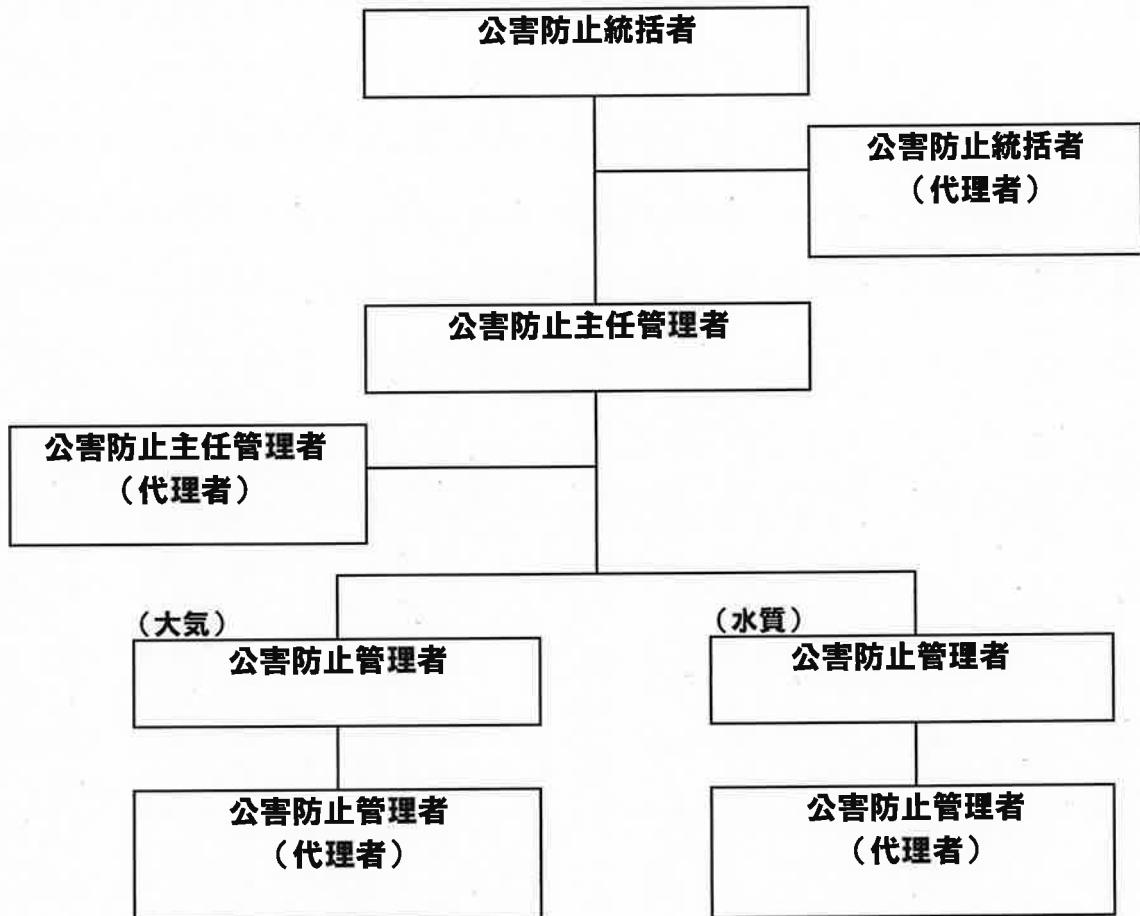 公害防止統括者
公害防止統括者
（代理者）
公害防止主任管理者
公害防止主任管理者
（代理者）
（大気）
公害防止管理者
（水質）
公害防止管理者
公害防止管理者
（代理者）
公害防止管理者
（代理者）